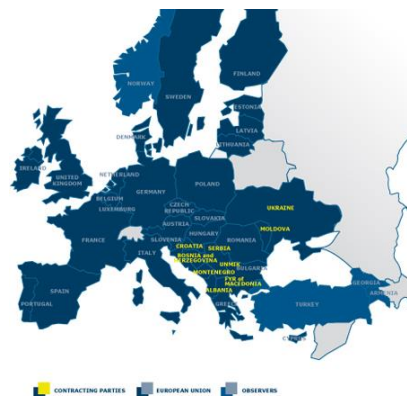 NORWAY
FINLAND
SWEDEN
ESTONIA
LATVIA
DENMARK
LITHUANIA
IRELAND
UNITED
KINGDOM
NETHERLAND
POLAND
BELGIUM
GERMANY
LUXEMBURG
CZECH
REPUBLIC
UKRAINE
SLOVAKIA
AUSTRIA
MOLDOVA
FRANCE
HUNGARY
SLOVENIA
ROMANIA
CROATIA
SERBIA
ITALY
BOSNIA and
HERZEGOVINA
UNMIK
BULGARIA
MONTENEGRO
FYR of
MACEDONIA
GEORGIA
ALBANIA
ARMENIA
PORTUGAL
SPAIN
GREECE
TURKEY
CYPRUS
CONTRACTING PARTIES
EUROPEAN UNION
OBSERVERS